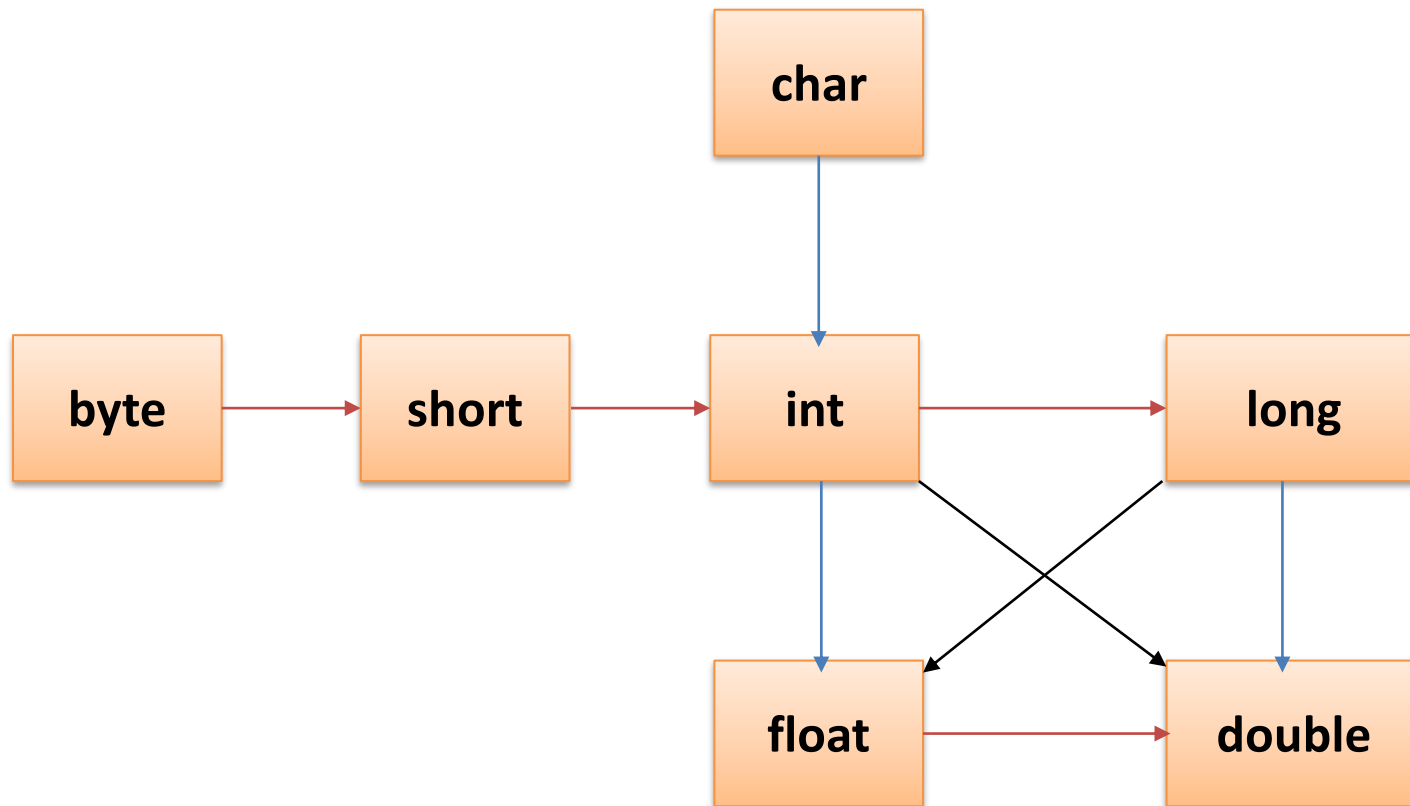 char
byte
short
int
long
float
double